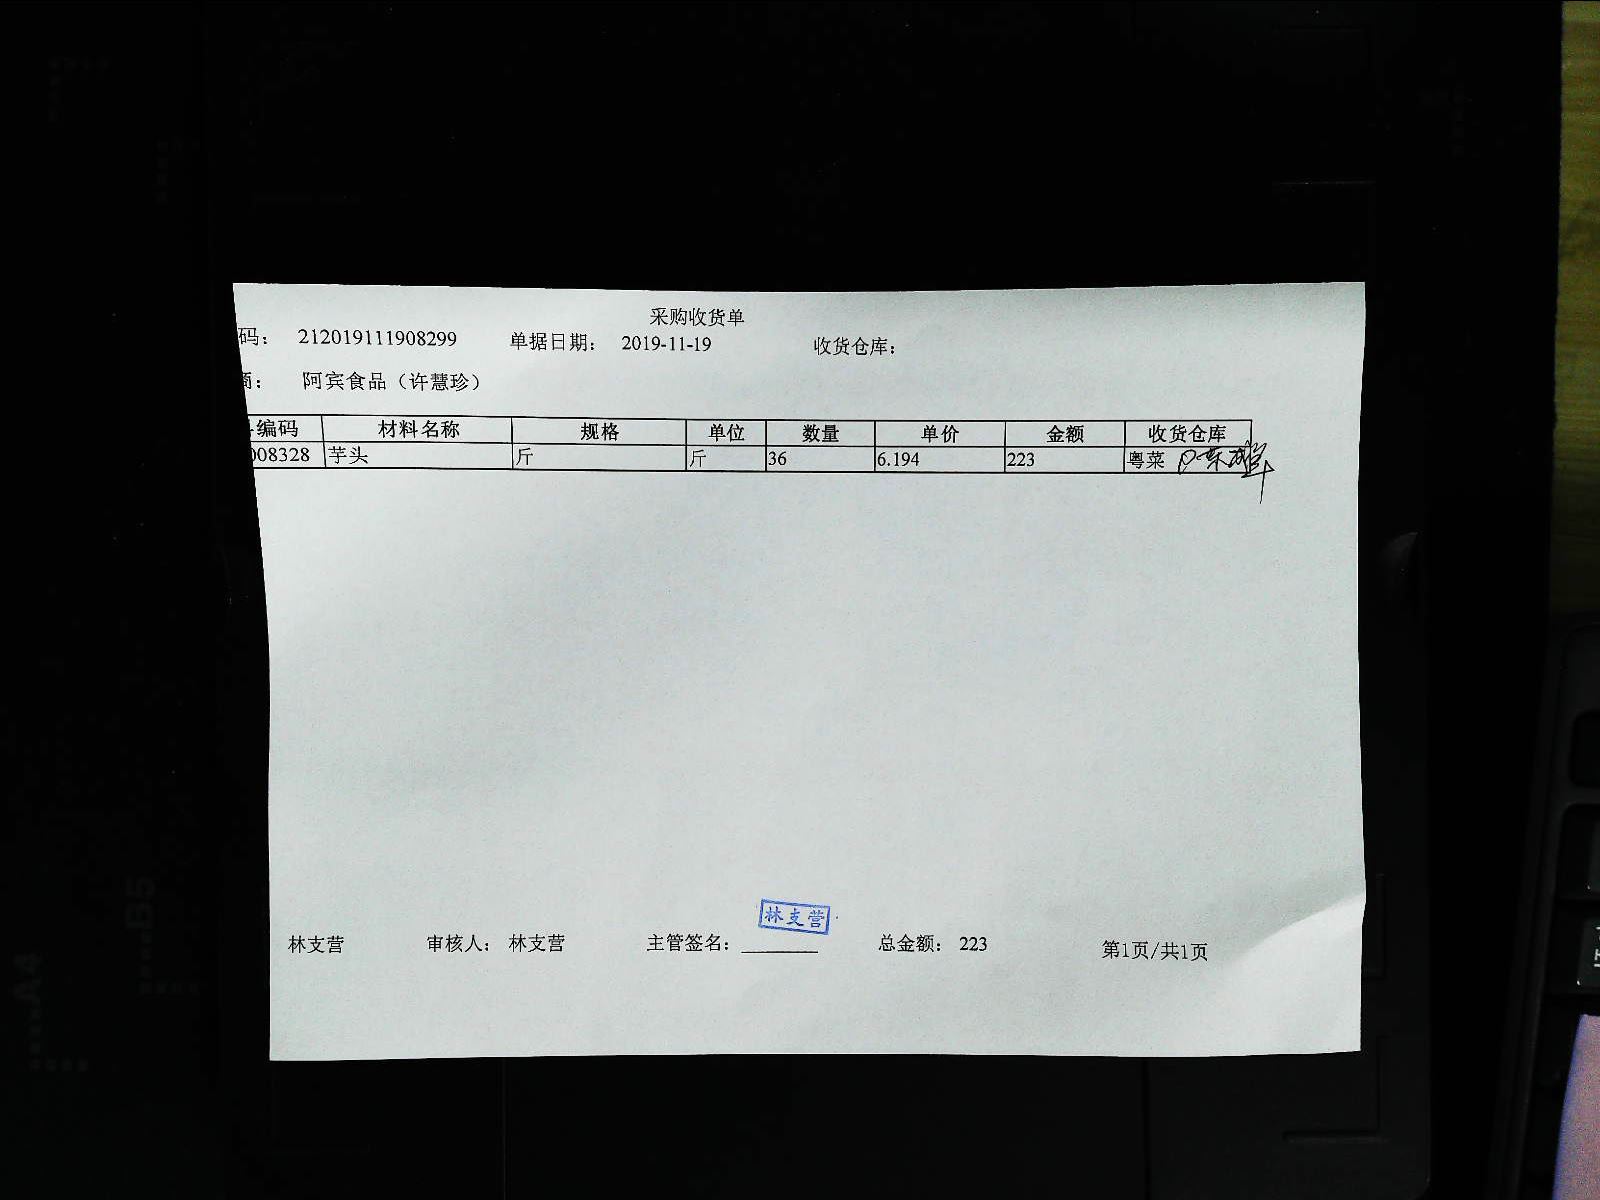 采购收货单
码： 212019111908299 单据日期： 2019-11-19 收货仓库：
商： 阿宾食品（许慧珍）
编码 材料名称 规格 单位 数量 单价 金额 收货仓库
008328 芋头 斤 斤 36 6.194 223 粤菜
林支营
林支营 审核人： 林支营 主管签名： 总金额： 223 第1页/共1页
B5
A4